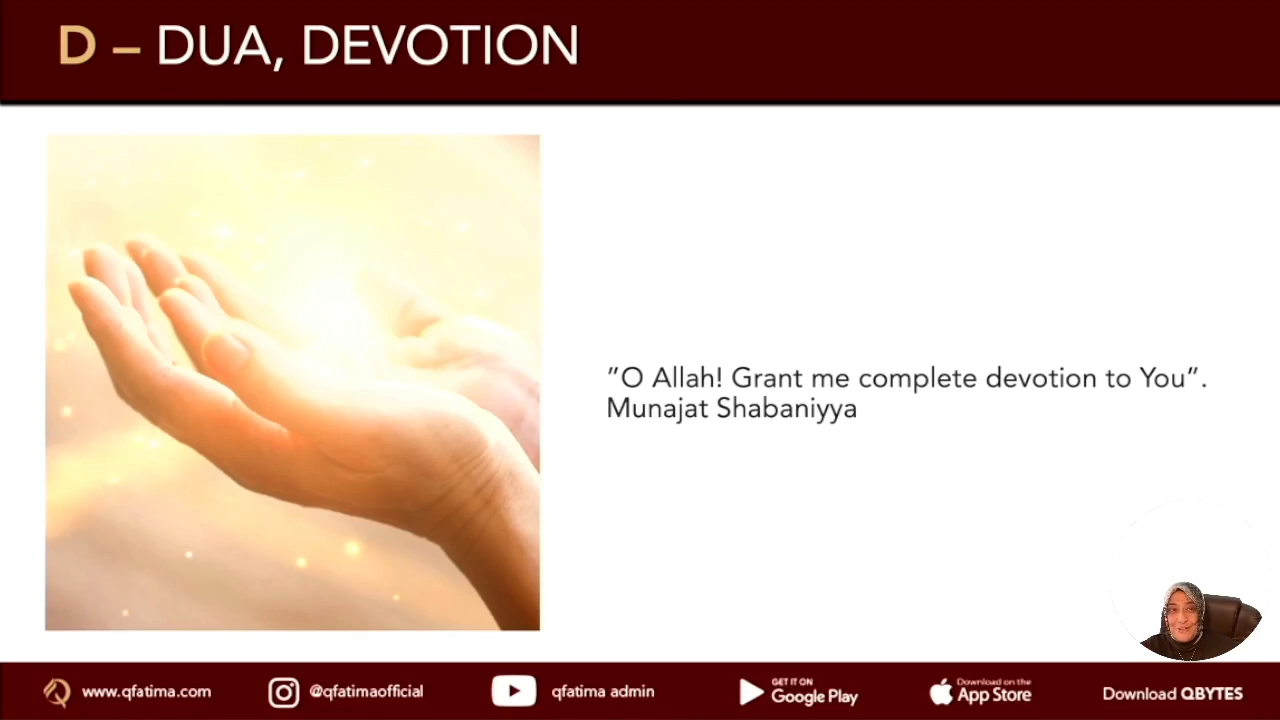 D – DUA, DEVOTION
”O Allah! Grant me complete devotion to You”.
Munajat Shabaniyya
www.qfatima.com
@qfatimaofficial
qfatima admin
GET IT ON
Google Play
Download on the
App Store
Download QBYTES